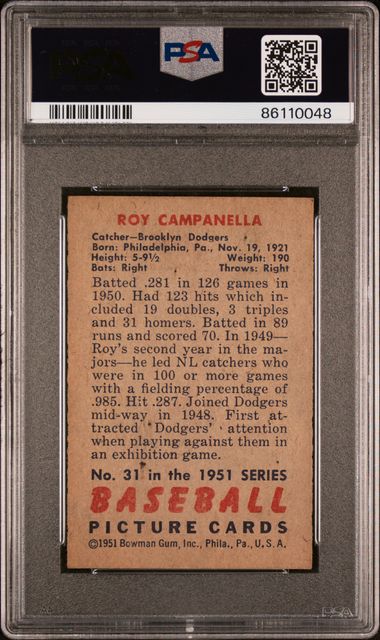 PSA
PSA
86110048
ROY CAMPANELLA
Catcher—Brooklyn Dodgers
Born: Philadelphia, Pa., Nov. 19, 1921
Height: 5-9½ Weight: 190
Bats: Right Throws: Right
Batted .281 in 126 games in
1950. Had 123 hits which in-
cluded 19 doubles, 3 triples
and 31 homers. Batted in 89
runs and scored 70. In 1949—
Roy's second year in the ma-
jors—he led NL catchers who
were in 100 or more games
with a fielding percentage of
.985. Hit .287. Joined Dodgers
mid-way in 1948. First at-
tracted Dodgers' attention
when playing against them in
an exhibition game.
No. 31 in the 1951 SERIES
BASEBALL
PICTURE CARDS
©1951 Bowman Gum, Inc., Phila., Pa., U.S.A.
PSA